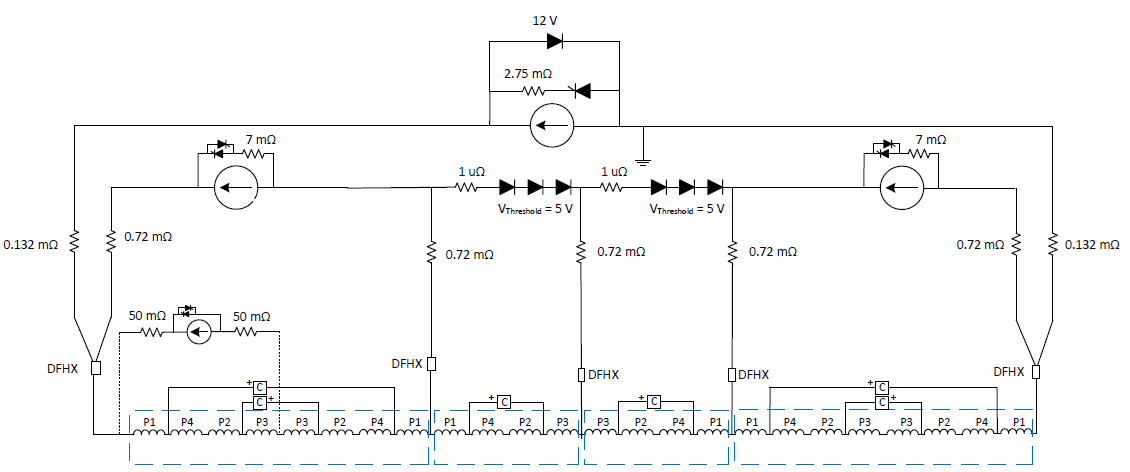 12 V
2.75 mΩ
7 mΩ
7 mΩ
1 uΩ
1 uΩ
VThreshold = 5 V
VThreshold = 5 V
0.132 mΩ
0.72 mΩ
0.72 mΩ
0.72 mΩ
0.72 mΩ
0.72 mΩ
0.132 mΩ
50 mΩ
50 mΩ
DFHX
DFHX
DFHX
DFHX
DFHX
+ C
+ C
C +
C +
+ C
+ C
P1 P4 P2 P3 P3 P2 P4 P1 P1 P4 P2 P3 P3 P2 P4 P1 P1 P4 P2 P3 P3 P2 P4 P1